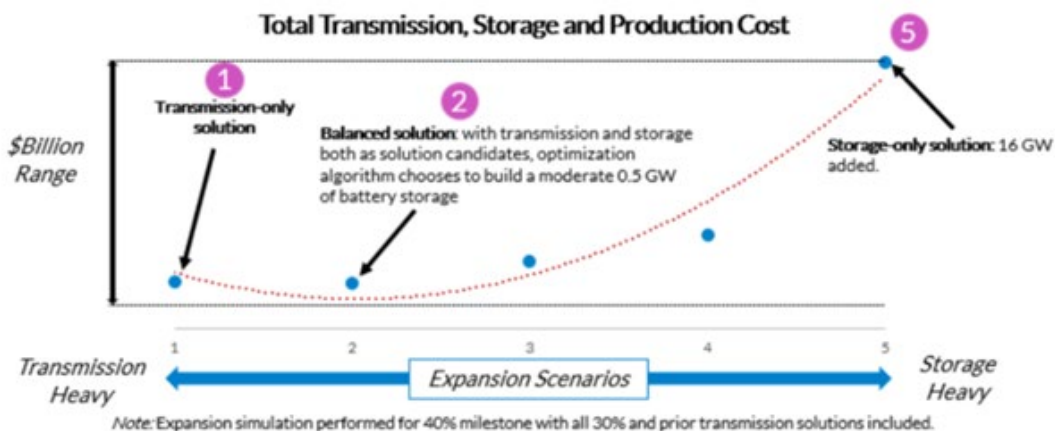 Total Transmission, Storage and Production Cost
5
1
Transmission-only
solution
2
Balanced solution: with transmission and storage
both as solution candidates, optimization
algorithm chooses to build a moderate 0.5 GW
of battery storage
Storage-only solution: 16 GW
added.
$Billion
Range
1
2
3
4
5
Transmission
Heavy
Expansion Scenarios
Storage
Heavy
Note: Expansion simulation performed for 40% milestone with all 30% and prior transmission solutions included.